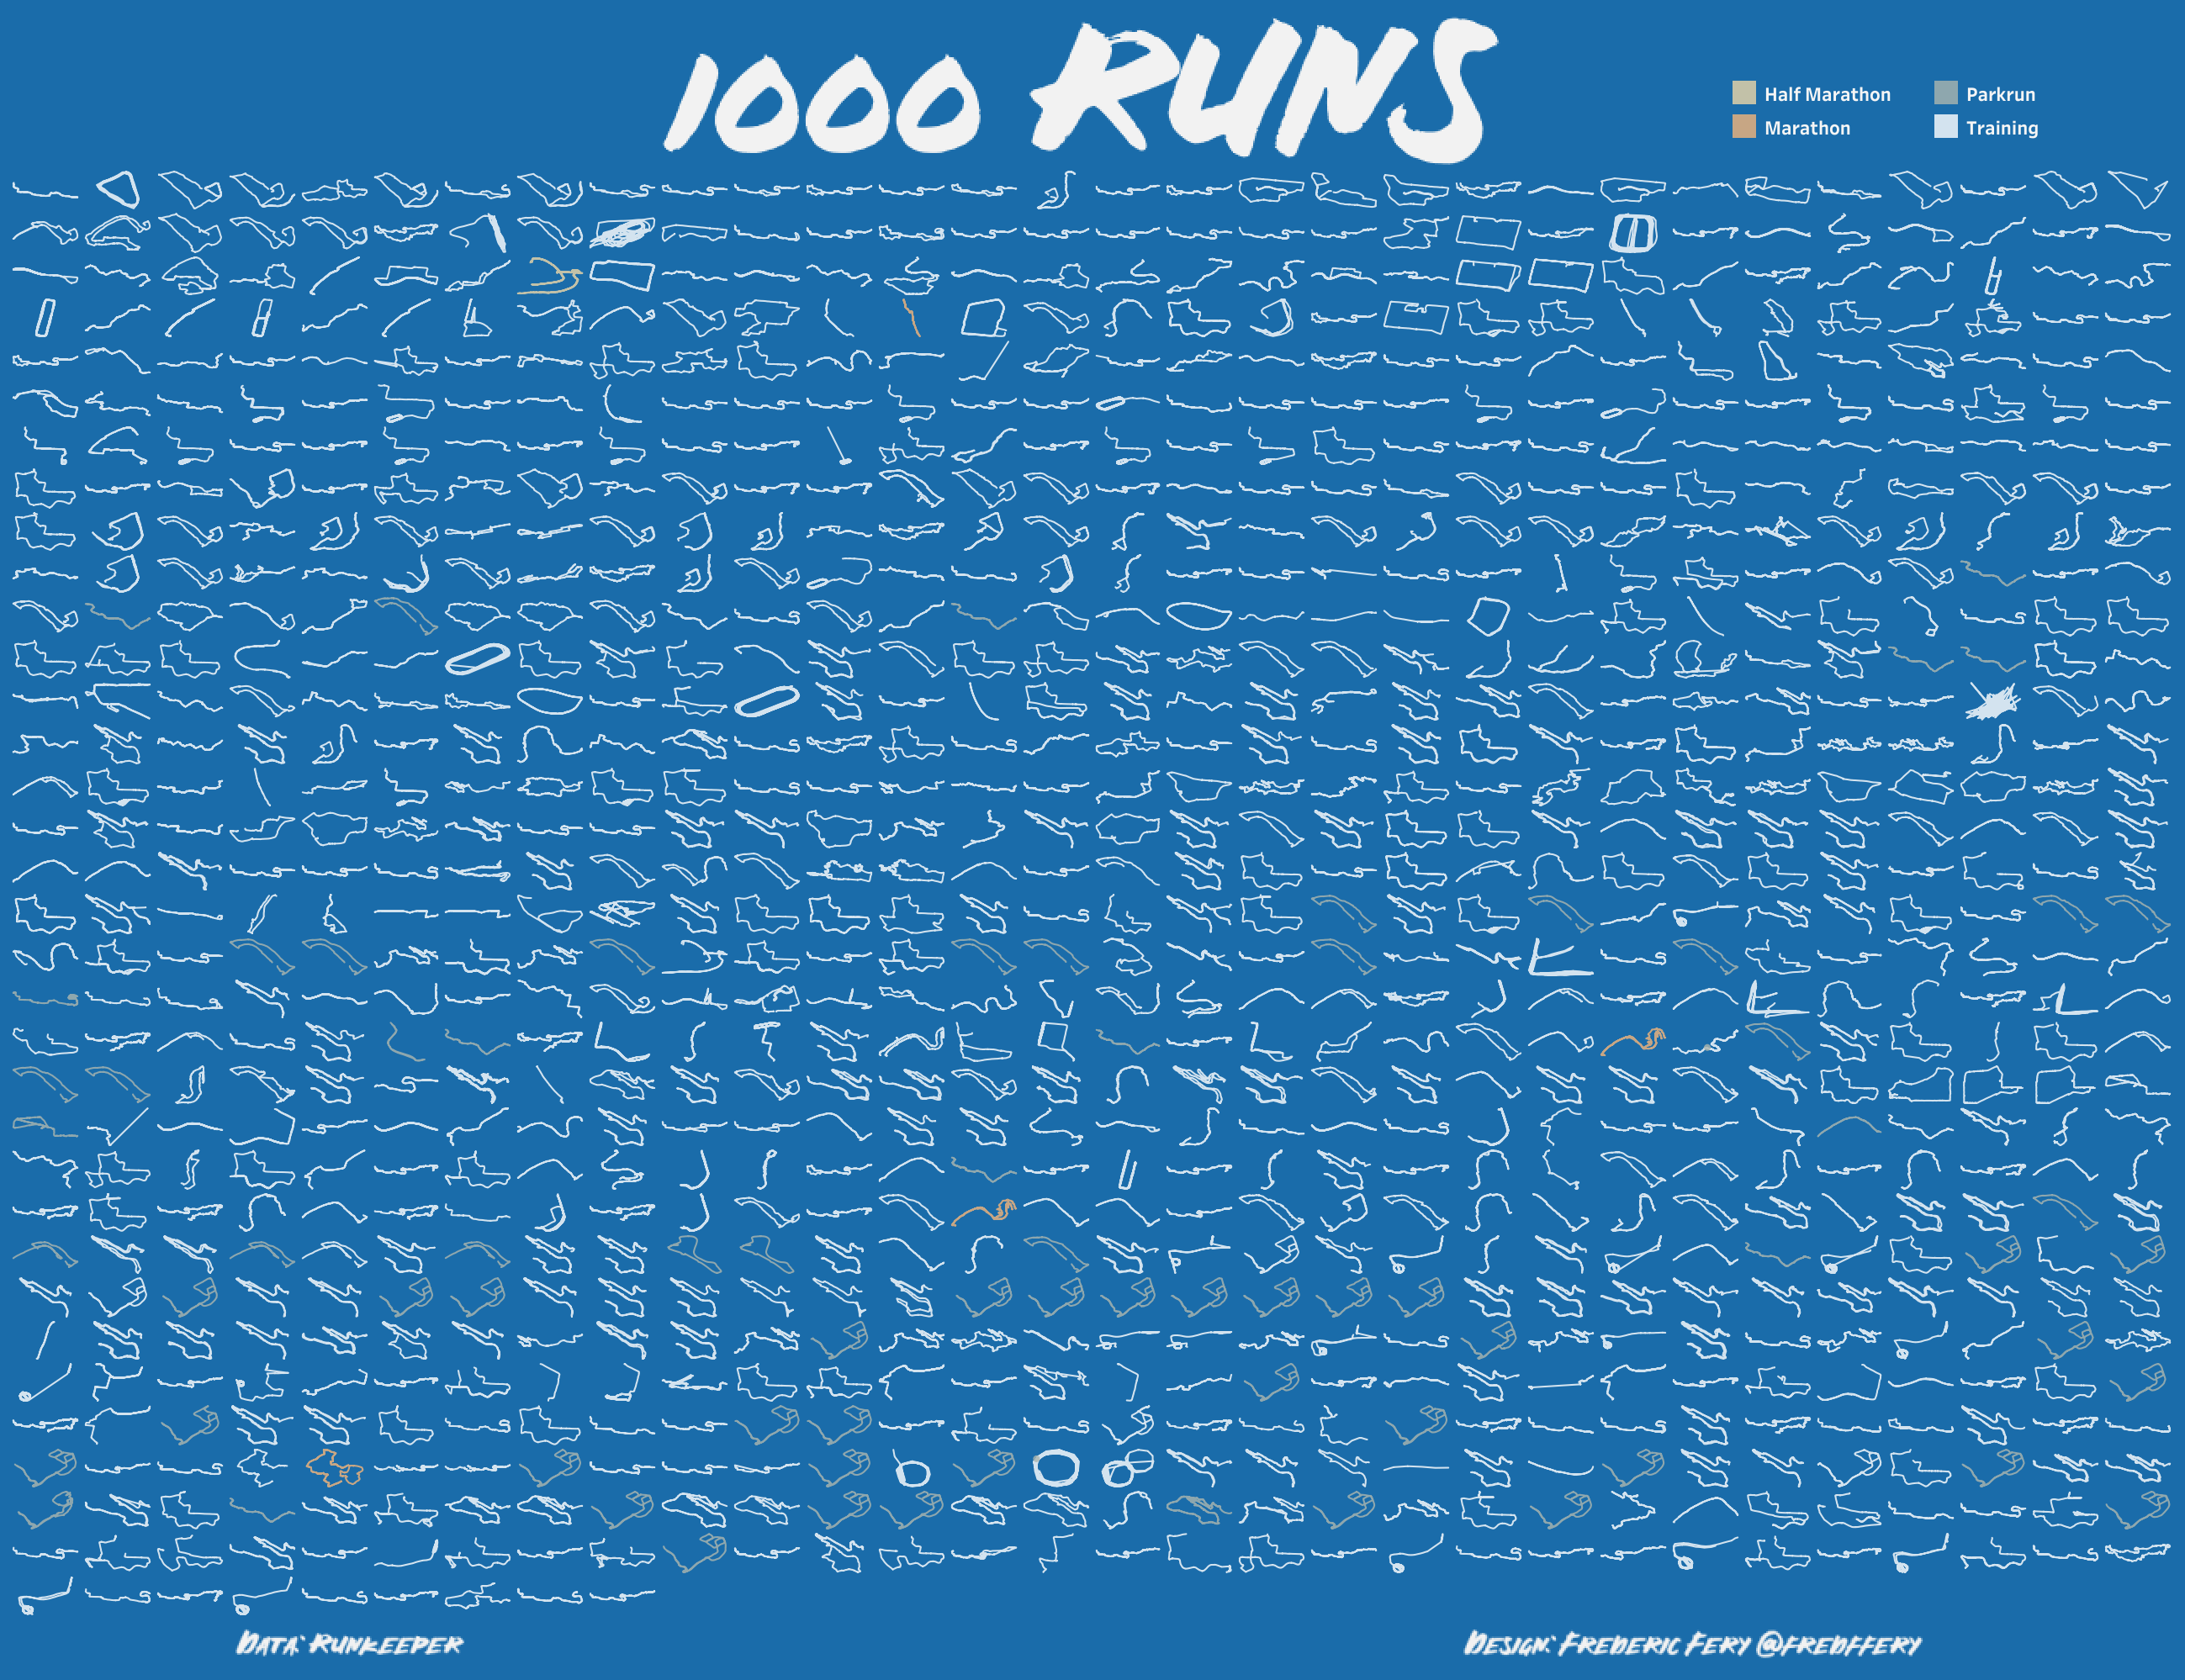 1000 RUNS
Half Marathon
Parkrun
Marathon
Training
DATA: RUNKEEPER
DESIGN: FREDERIC FERY @FREDFFERY